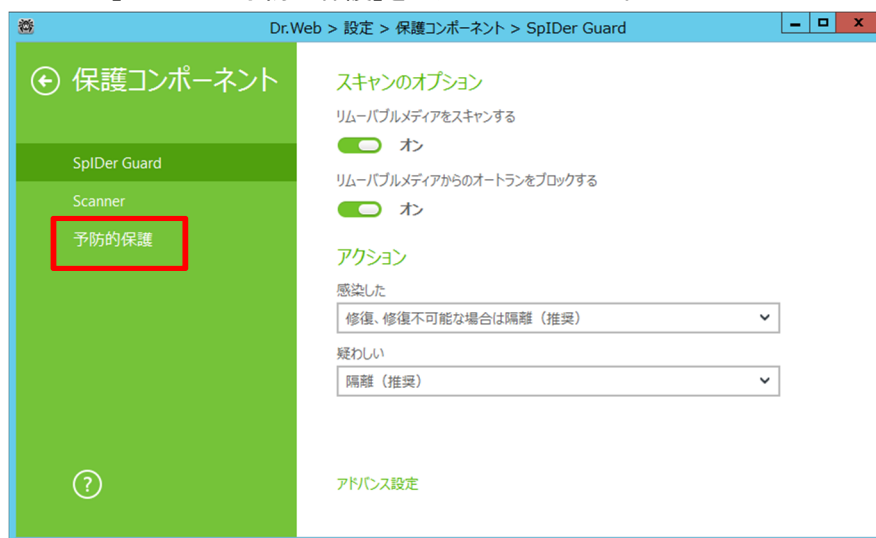 Dr.Web > 設定 > 保護コンポーネント > SpIDer Guard
保護コンポーネント
SpIDer Guard
Scanner
予防的保護
スキャンのオプション
リムーバブルメディアをスキャンする
オン
リムーバブルメディアからのオートランをブロックする
オン
アクション
感染した
修復、修復不可能な場合は隔離（推奨）
疑わしい
隔離（推奨）
アドバンス設定
?